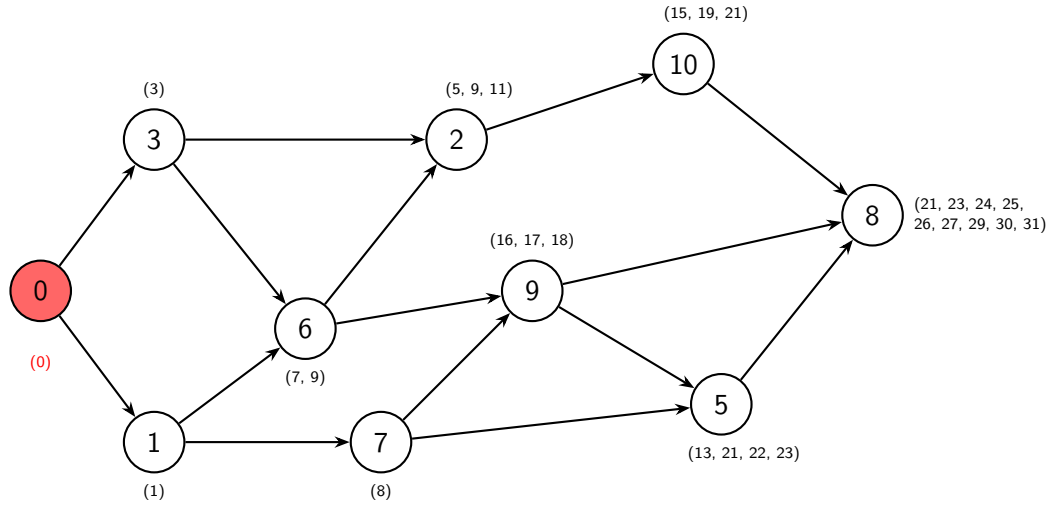 (15, 19, 21)
10
(3)
(5, 9, 11)
3
2
(21, 23, 24, 25,
26, 27, 29, 30, 31)
8
(16, 17, 18)
0
9
6
(0)
(7, 9)
5
1
7
(13, 21, 22, 23)
(1)
(8)